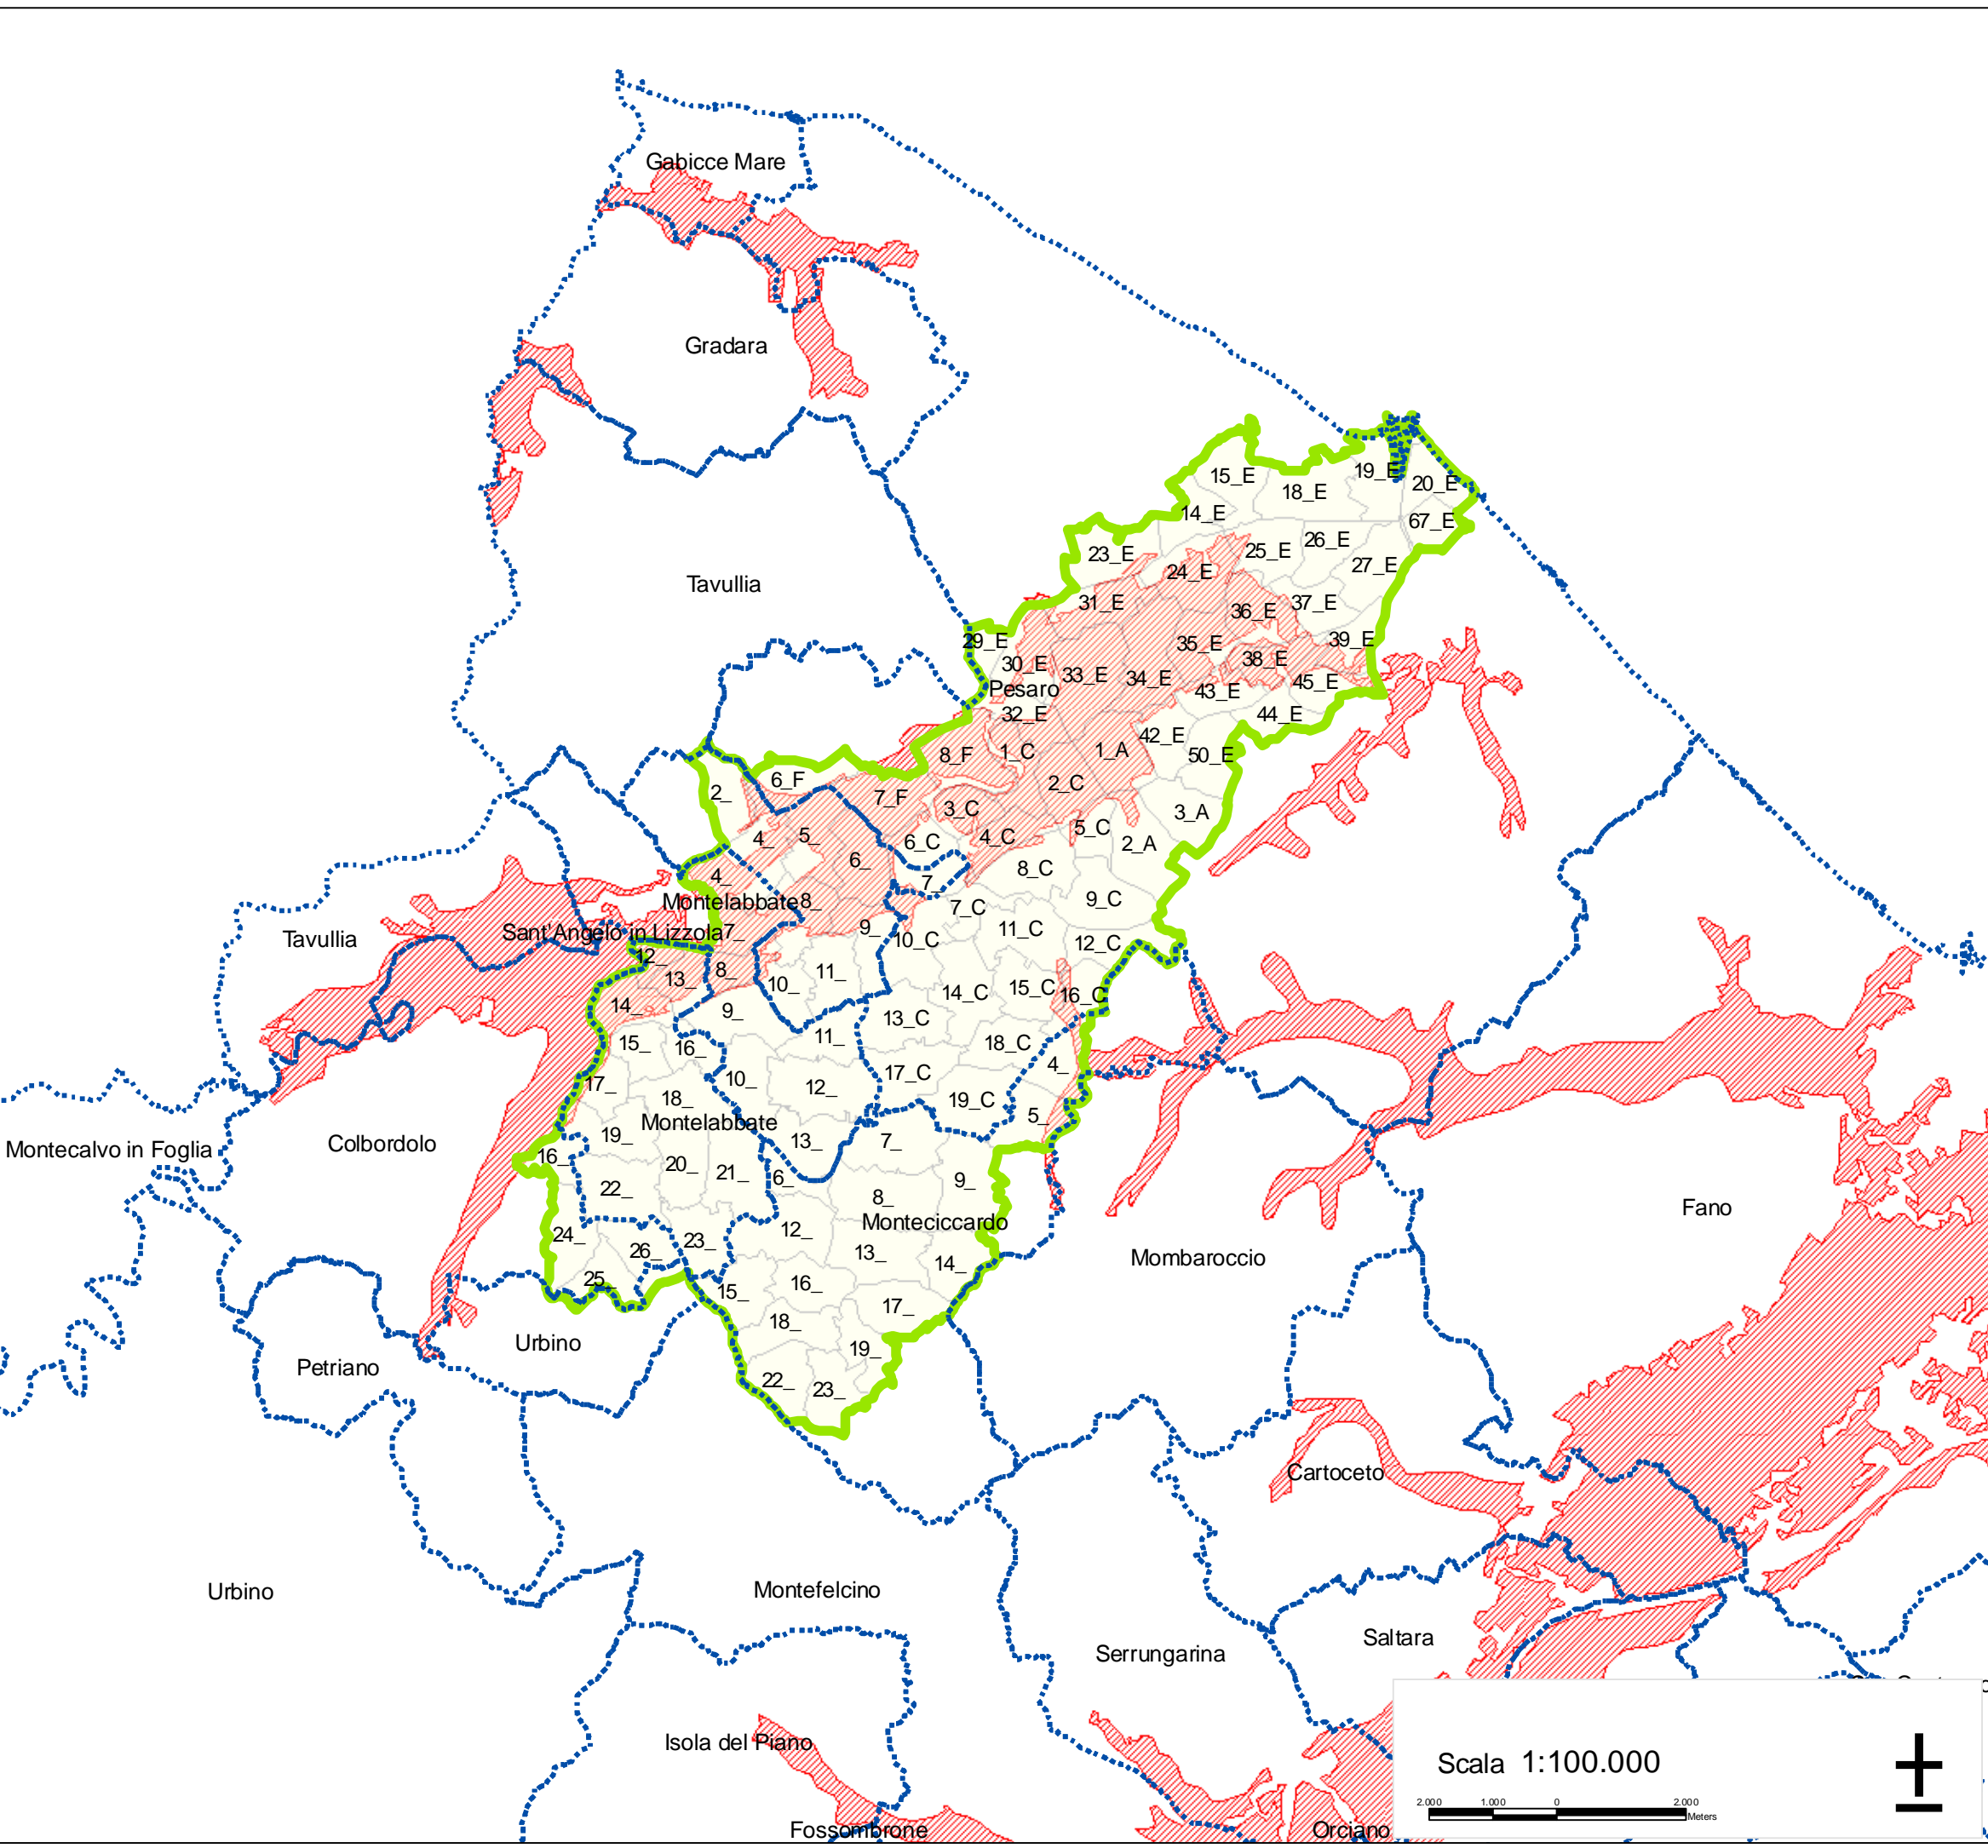 Gabicce Mare
Gradara
15_E
19_E
20_E
18_E
14_E
67_E
26_E
23_E
25_E
27_E
24_E
Tavullia
31_E
36_E
37_E
29_E
35_E
39_E
30_E
38_E
33_E
34_E
45_E
Pesaro
43_E
32_E
44_E
42_E
8_F
1_C
1_A
50_E
6_F
2_C
2_
7_F
3_C
3_A
4_
5_
4_C
5_C
6_C
2_A
6_
8_C
4_
7_
Montelabbate
8_
9_C
7_C
Tavullia
Sant'Angelo in Lizzola
7_
9_
10_C
11_C
12_C
12_
13_
8_
10_
11_
14_C
15_C
16_C
14_
9_
13_C
15_
16_
11_
18_C
4_
17_
10_
12_
17_C
18_
19_C
5_
Montelabbate
Montecalvo in Foglia
Colbordolo
19_
13_
7_
16_
20_
21_
6_
9_
22_
8_
Fano
Monteciccardo
24_
26_
23_
12_
13_
14_
Mombaroccio
25_
15_
16_
17_
18_
Urbino
19_
Petriano
22_
23_
Cartoceto
Urbino
Montefelcino
Saltara
Serrungarina
Isola del Piano
Scala 1:100.000
2.000 1.000 0 2.000
Meters
Fossombrone
Orciano